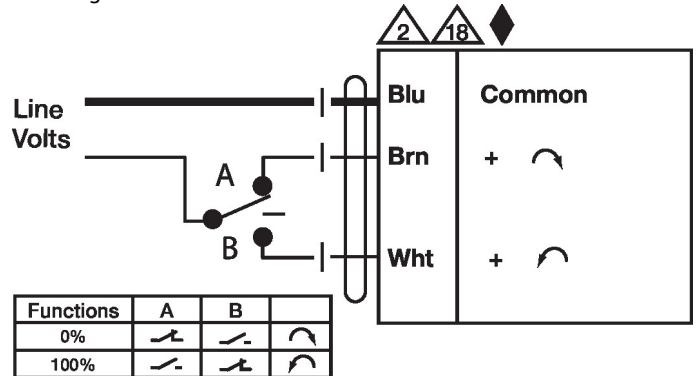 2 18
Line Volts
Blu Common
Brn +
Wht +
A
B
Functions A B
0%
100%